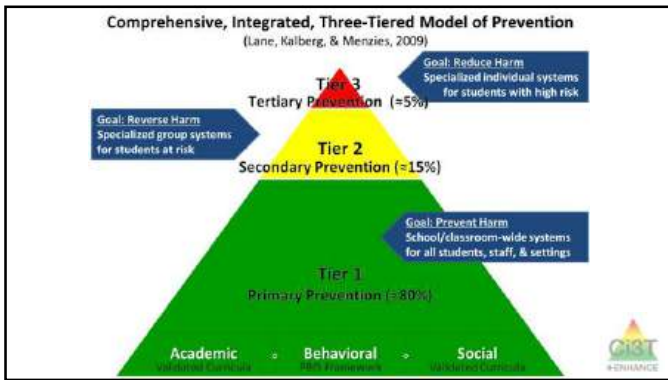 Comprehensive, Integrated, Three-Tiered Model of Prevention
(Lane, Kalberg, & Menzies, 2009)
Goal: Reduce Harm
Specialized individual systems
for students with high risk
Tier 3
Tertiary Prevention (≈5%)
Goal: Reverse Harm
Specialized group systems
for students at risk
Tier 2
Secondary Prevention (≈15%)
Goal: Prevent Harm
School/classroom-wide systems
for all students, staff, & settings
Tier 1
Primary Prevention (≈80%)
Academic ◦ Behavioral ◦ Social
Validated Curricula PBIS Framework Validated Curricula
Ci3T
+ENHANCE